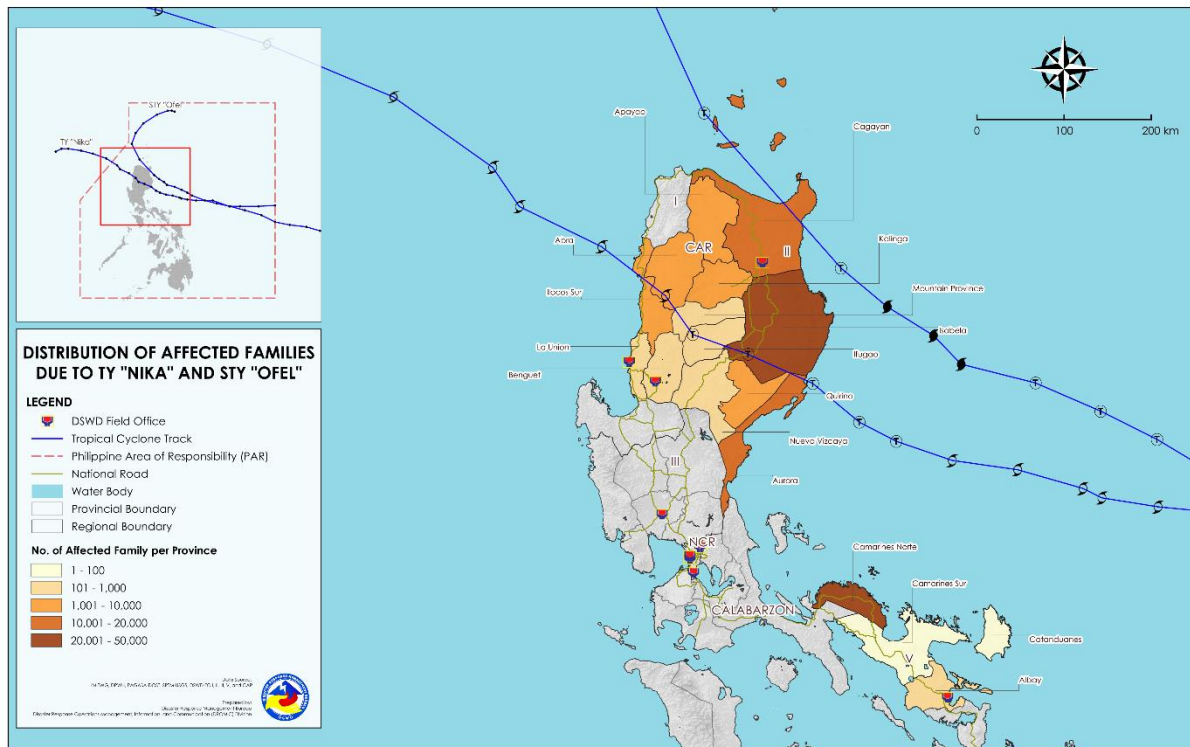 STY "Ofel"
TY "Nika"
DISTRIBUTION OF AFFECTED FAMILIES
DUE TO TY "NIKA" AND STY "OFEL"
LEGEND
DSWD Field Office
Tropical Cyclone Track
Philippine Area of Responsibility (PAR)
National Road
Water Body
Provincial Boundary
Regional Boundary
No. of Affected Family per Province
1 - 100
101 - 1,000
1,001 - 10,000
10,001 - 20,000
20,001 - 50,000
0 100 200 km
Apayao
Cagayan
I
CAR
II
Abra
Kalinga
Ilocos Sur
Mountain Province
Isabela
La Union
Ifugao
Benguet
Quirino
Nueva Vizcaya
III
Aurora
NCR
Camarines Norte
Camarines Sur
CALABARZON
Catanduanes
V
Albay